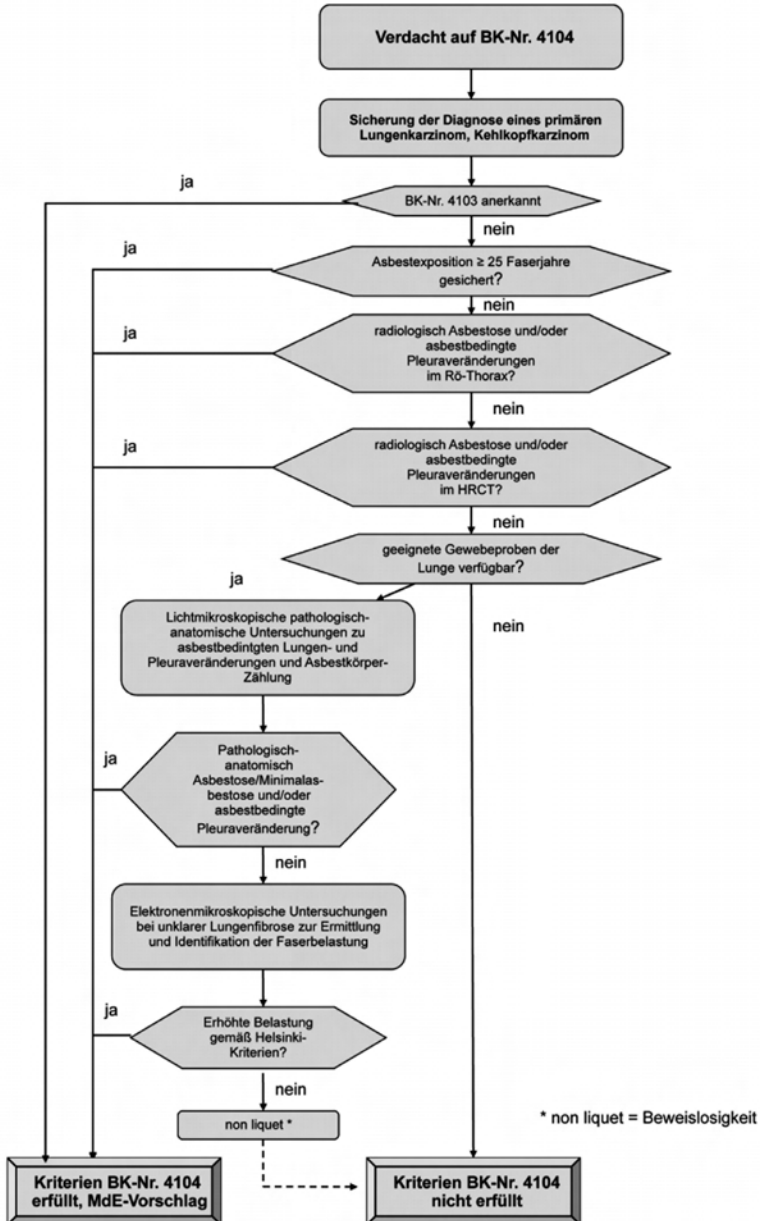 Verdacht auf BK-Nr. 4104
Sicherung der Diagnose eines primären
Lungenkarzinom, Kehlkopfkarzinom
ja
BK-Nr. 4103 anerkannt
nein
ja
Asbestexposition ≥ 25 Faserjahre
gesichert?
nein
ja
radiologisch Asbestose und/oder
asbestbedingte
Pleuraveränderungen
im Rö-Thorax?
nein
ja
radiologisch Asbestose und/oder
asbestbedingte
Pleuraveränderungen
im HRCT?
nein
geeignete Gewebeproben der
Lunge verfügbar?
ja
nein
Lichtmikroskopische pathologisch-
anatomische Untersuchungen zu
asbestbedintgten Lungen- und
Pleuraveränderungen und Asbestkörper-
Zählung
ja
Pathologisch-
anatomisch
Asbestose/Minimalas-
bestose und/oder
asbestbedingte
Pleuraveränderung?
nein
Elektronenmikroskopische Untersuchungen
bei unklarer Lungenfibrose zur Ermittlung
und Identifikation der Faserbelastung
ja
Erhöhte Belastung
gemäß Helsinki-
Kriterien?
nein
non liquet *
* non liquet = Beweislosigkeit
Kriterien BK-Nr. 4104
erfüllt, MdE-Vorschlag
Kriterien BK-Nr. 4104
nicht erfüllt